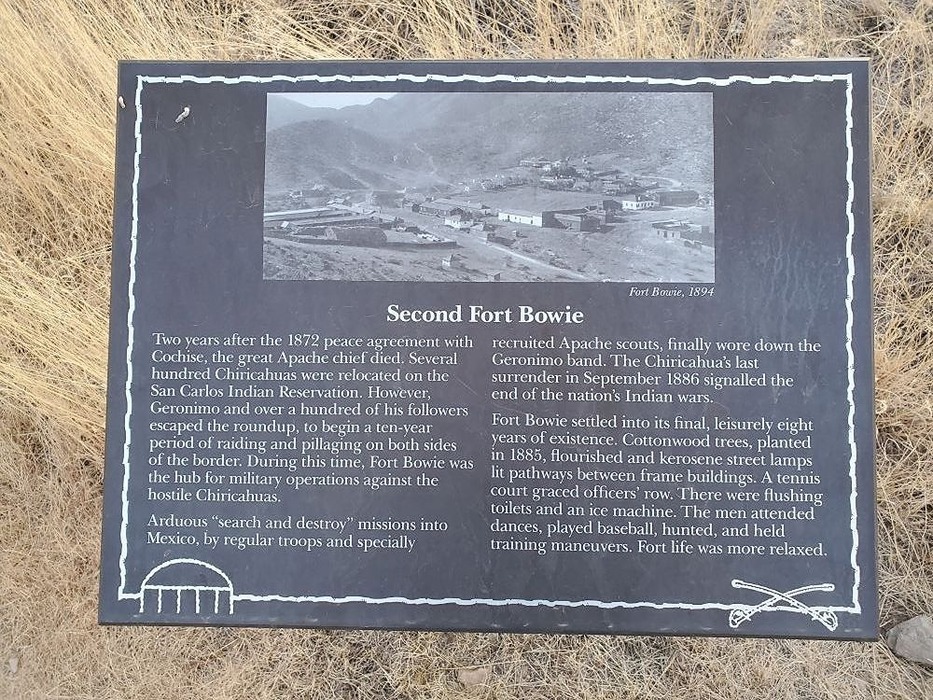 Fort Bowie, 1894
Second Fort Bowie
Two years after the 1872 peace agreement with
Cochise, the great Apache chief died. Several
hundred Chiricahuas were relocated on the
San Carlos Indian Reservation. However,
Geronimo and over a hundred of his followers
escaped the roundup, to begin a ten-year
period of raiding and pillaging on both sides
of the border. During this time, Fort Bowie was
the hub for military operations against the
hostile Chiricahuas.
Arduous “search and destroy” missions into
Mexico, by regular troops and specially
recruited Apache scouts, finally wore down the
Geronimo band. The Chiricahua’s last
surrender in September 1886 signalled the
end of the nation’s Indian wars.
Fort Bowie settled into its final, leisurely eight
years of existence. Cottonwood trees, planted
in 1885, flourished and kerosene street lamps
lit pathways between frame buildings. A tennis
court graced officers’ row. There were flushing
toilets and an ice machine. The men attended
dances, played baseball, hunted, and held
training maneuvers. Fort life was more relaxed.